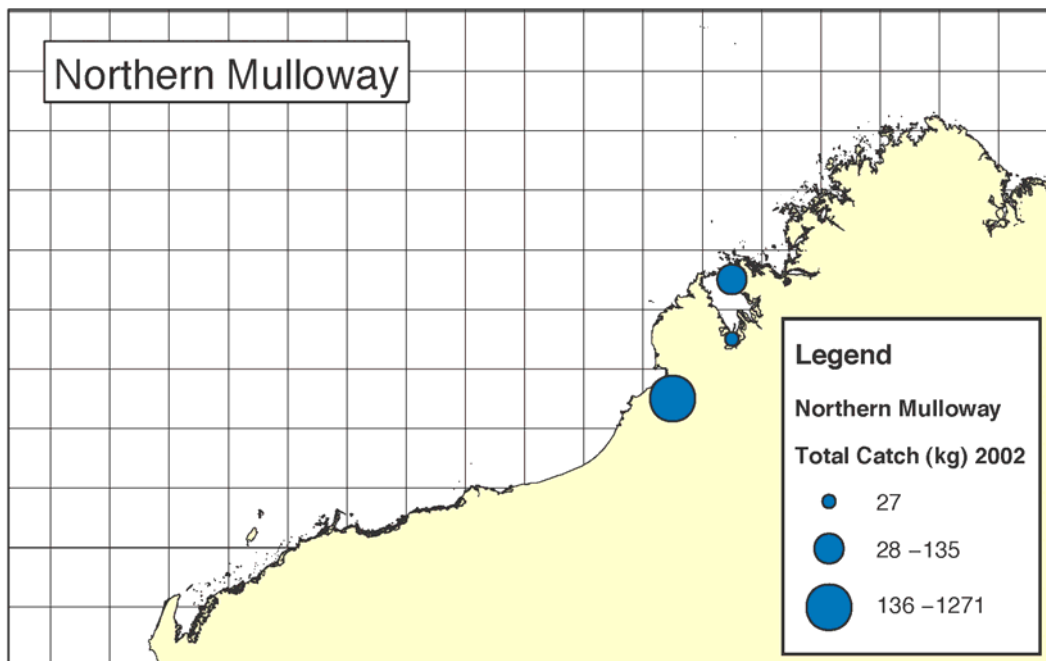 Northern Mulloway
Legend
Northern Mulloway
Total Catch (kg) 2002
27
28 –135
136 –1271